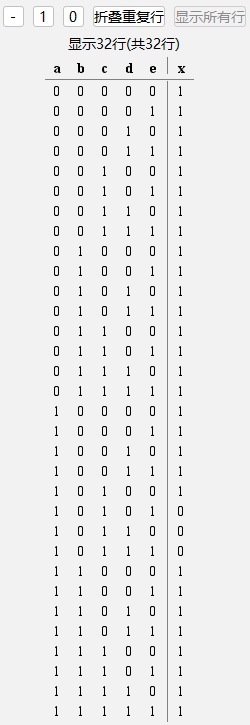 - 1 0 折叠重复行 显示所有行
显示32行(共32行)
a b c d e x
0 0 0 0 0 1
0 0 0 0 1 1
0 0 0 1 0 1
0 0 0 1 1 1
0 0 1 0 0 1
0 0 1 0 1 1
0 0 1 1 0 1
0 0 1 1 1 1
0 1 0 0 0 1
0 1 0 0 1 1
0 1 0 1 0 1
0 1 0 1 1 1
0 1 1 0 0 1
0 1 1 0 1 1
0 1 1 1 0 1
0 1 1 1 1 1
1 0 0 0 0 1
1 0 0 0 1 1
1 0 0 1 0 1
1 0 0 1 1 1
1 0 1 0 0 1
1 0 1 0 1 0
1 0 1 1 0 0
1 0 1 1 1 0
1 1 0 0 0 1
1 1 0 0 1 1
1 1 0 1 0 1
1 1 0 1 1 1
1 1 1 0 0 1
1 1 1 0 1 1
1 1 1 1 0 1
1 1 1 1 1 1